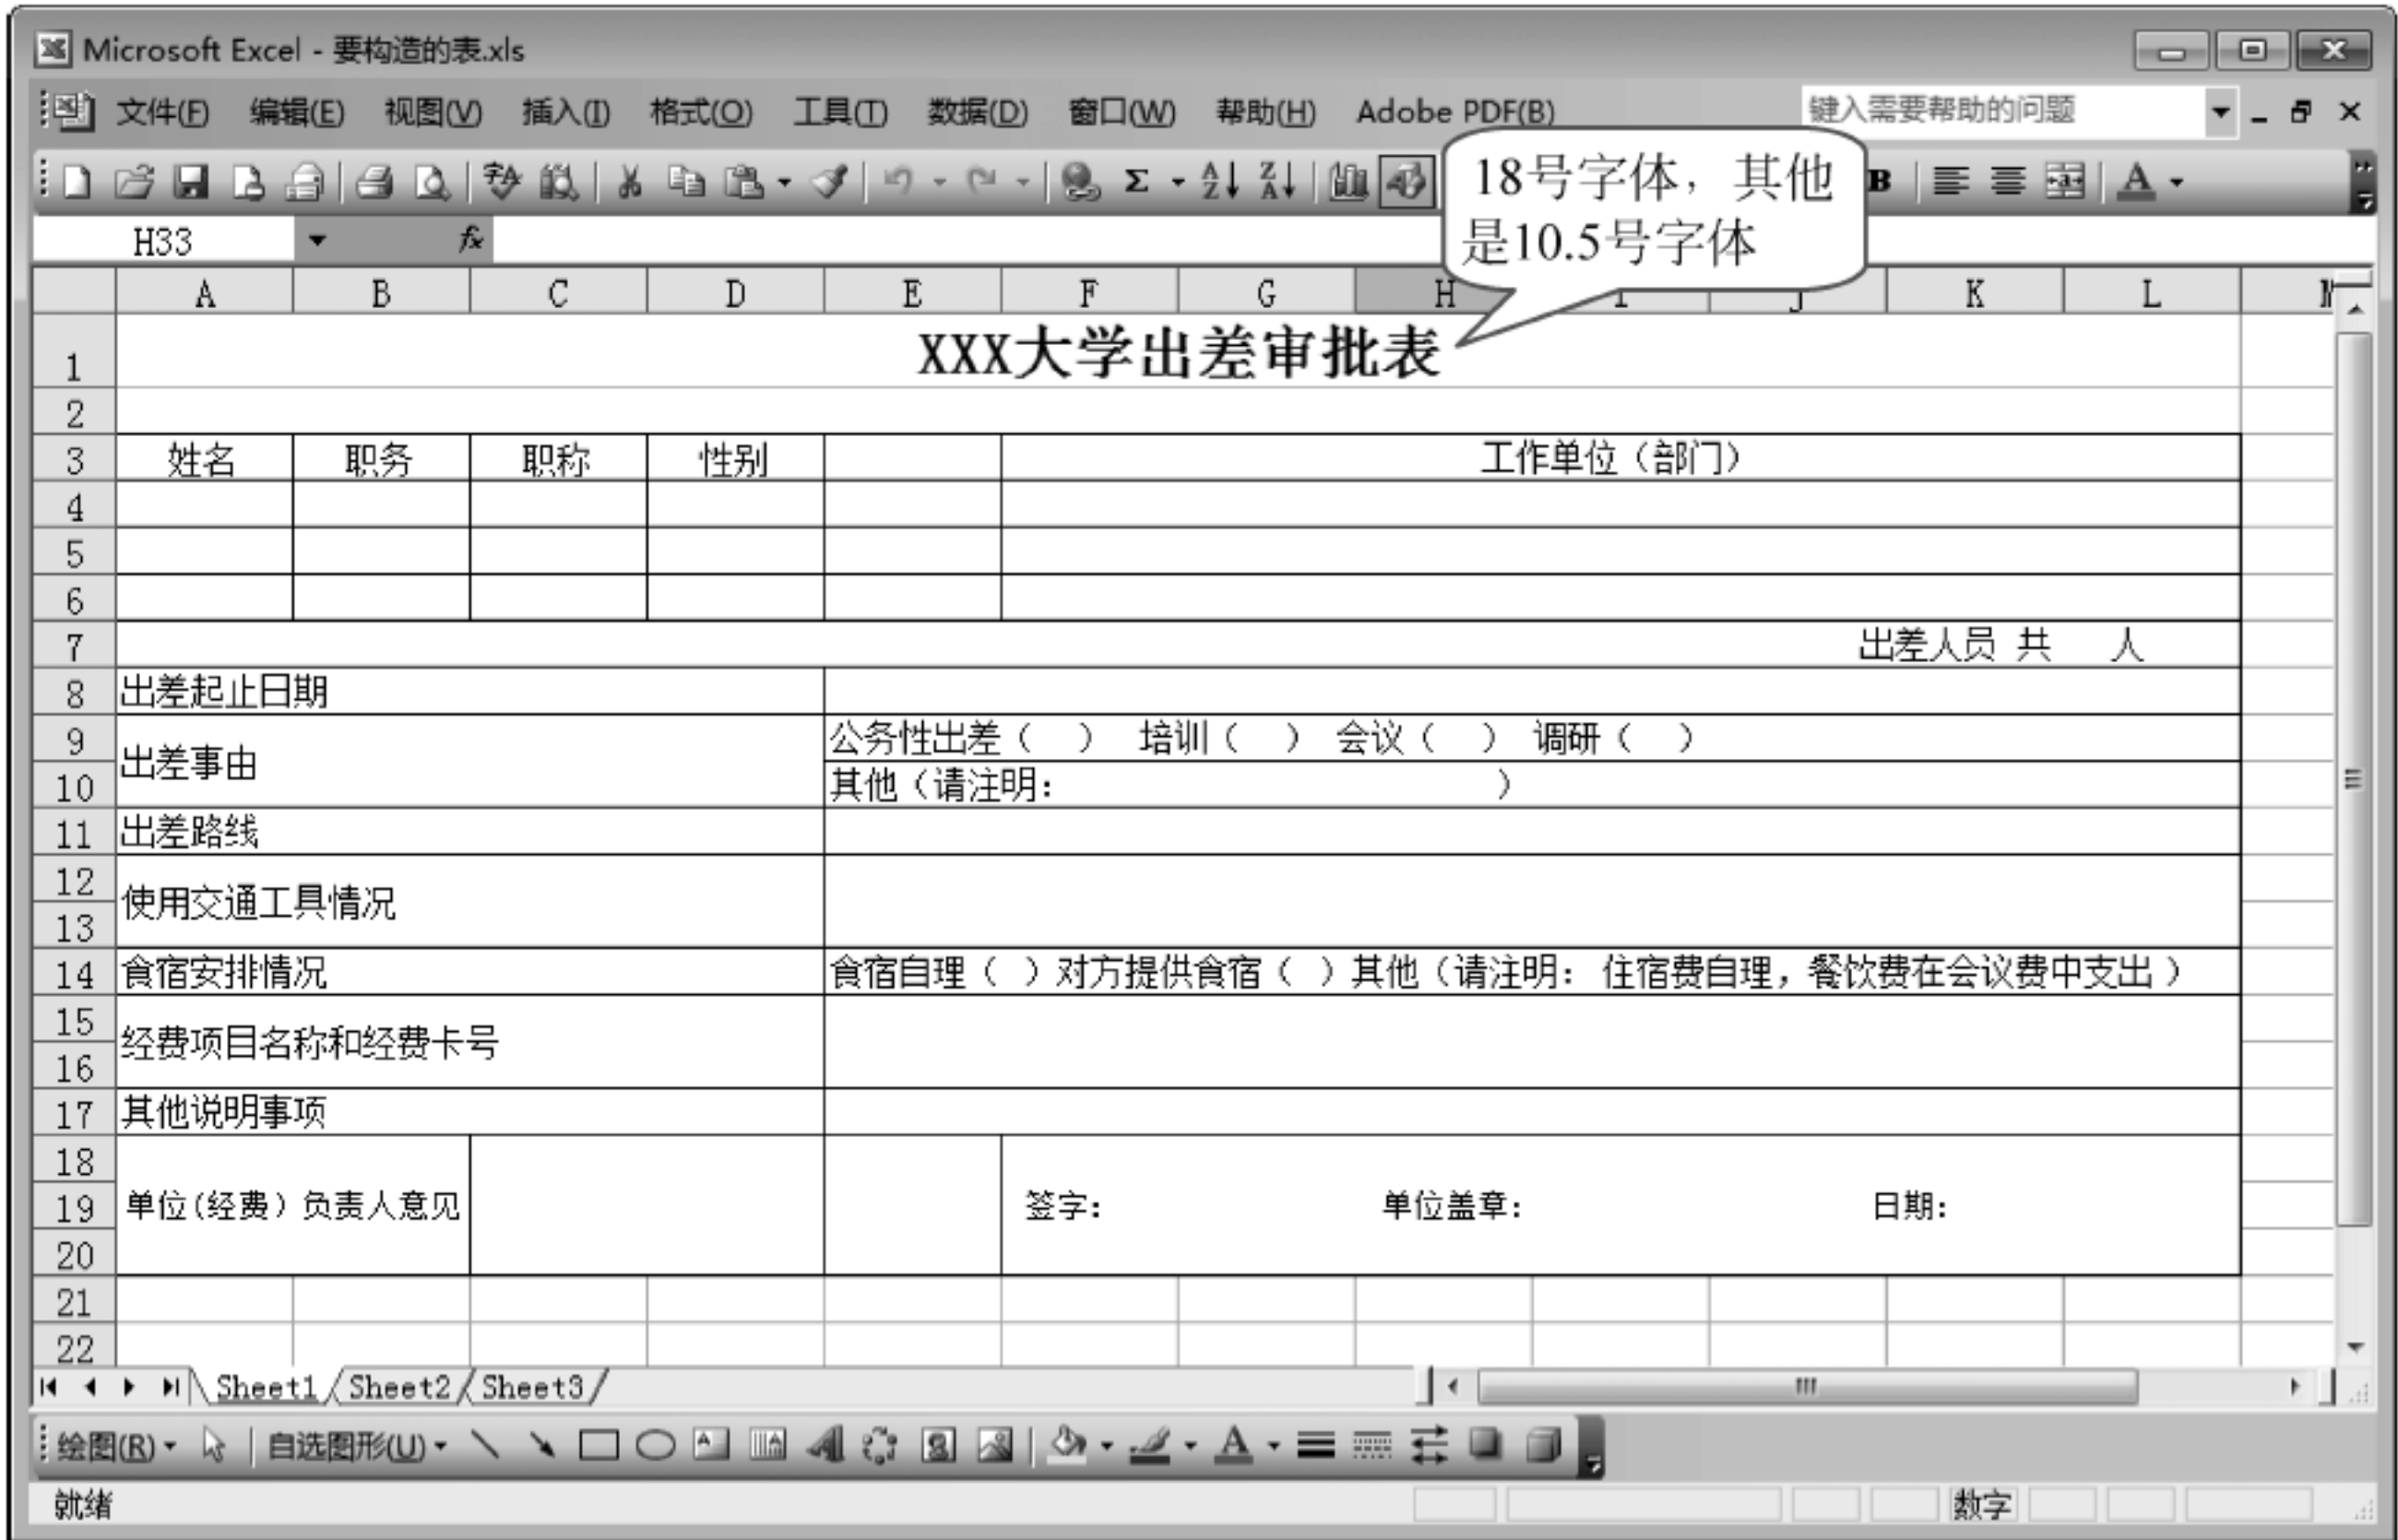 Microsoft Excel - 要构造的表.xls
文件(F) 编辑(E) 视图(V) 插入(I) 格式(O) 工具(T) 数据(D) 窗口(W) 帮助(H) Adobe PDF(B) 键入需要帮助的问题
18号字体，其他
是10.5号字体
H33 fx
A B C D E F G H K L
1 XXX大学出差审批表
2
3 姓名 职务 职称 性别 工作单位（部门）
4
5
6
7 出差人员 共 人
8 出差起止日期
9 公务性出差（ ） 培训（ ） 会议（ ） 调研（ ）
出差事由
10 其他（请注明： ）
11 出差路线
12
使用交通工具情况
13
14 食宿安排情况 食宿自理（ ）对方提供食宿（ ）其他（请注明： 住宿费自理，餐饮费在会议费中支出 ）
15
经费项目名称和经费卡号
16
17 其他说明事项
18
19 单位(经费）负责人意见 签字： 单位盖章： 日期：
20
21
22
Sheet1 Sheet2 Sheet3
绘图(R) 自选图形(U)
就绪 数字